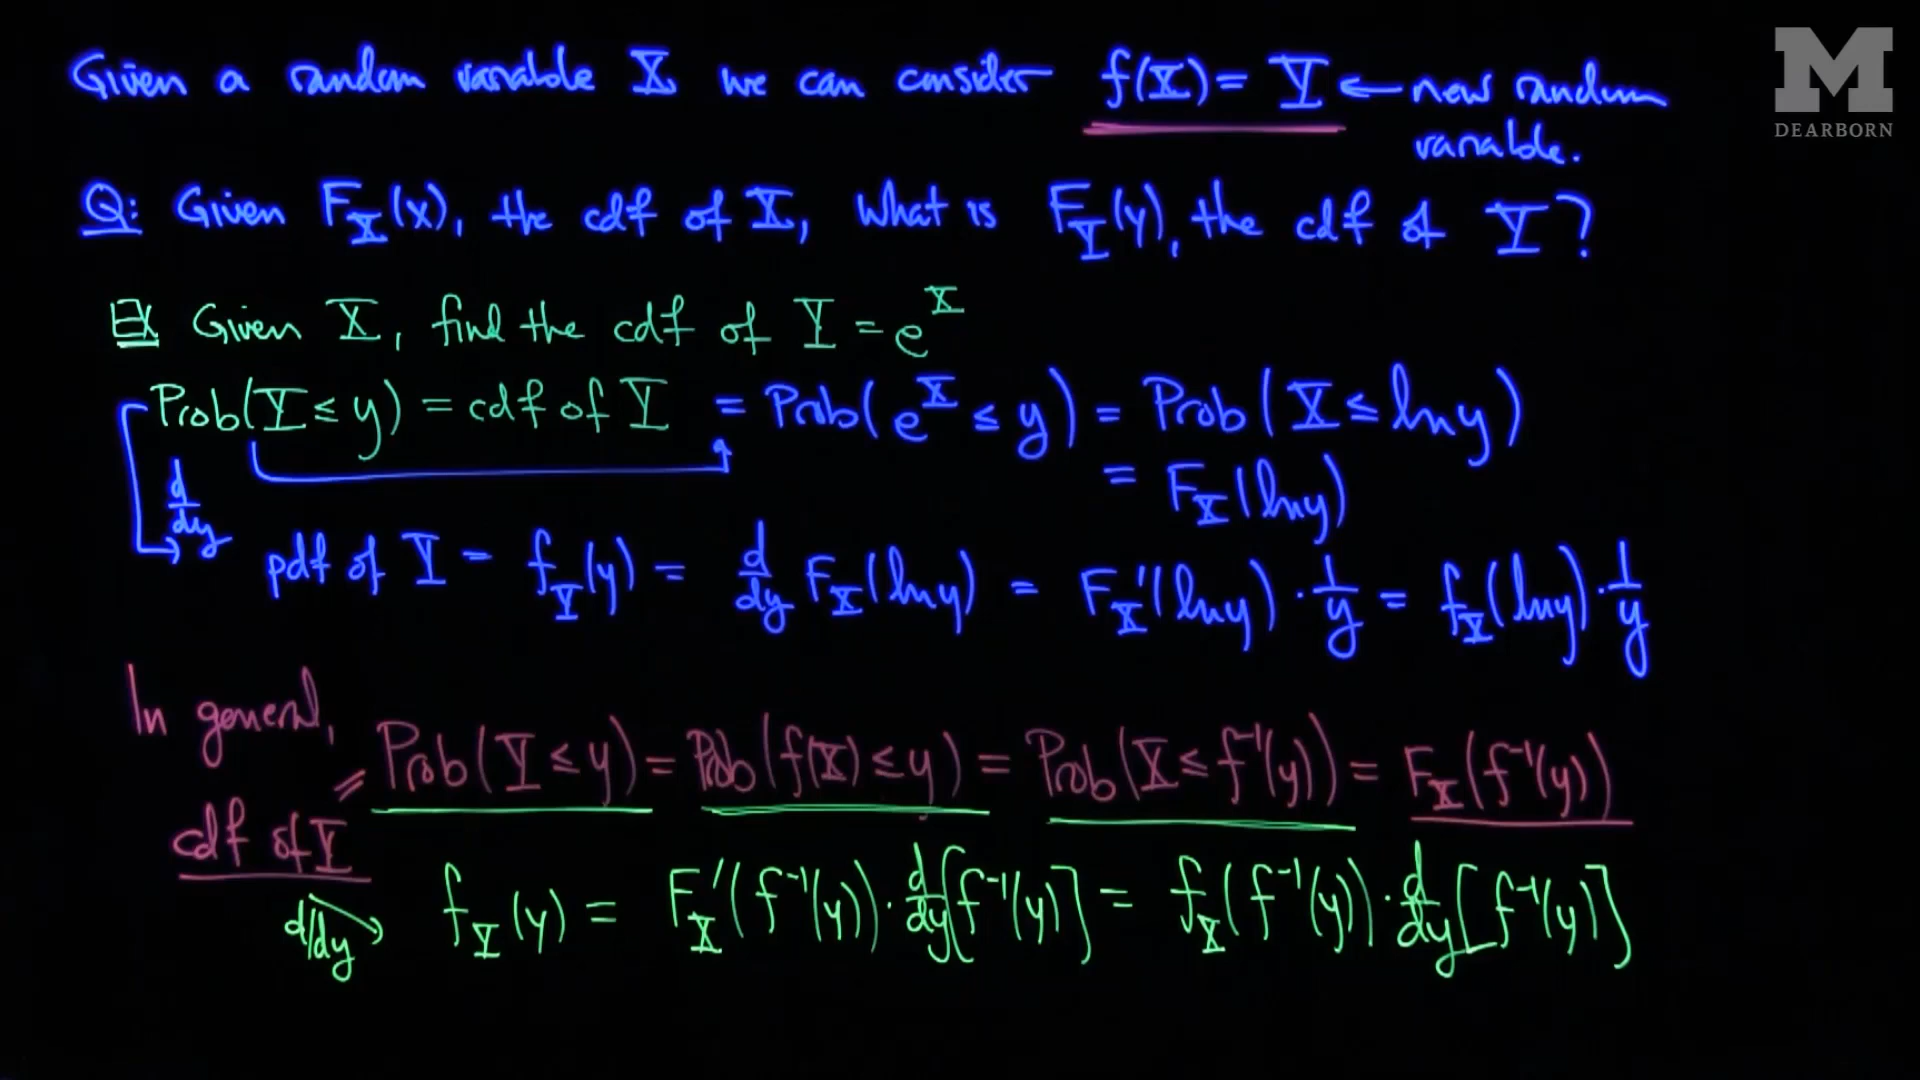 Given a random variable X, we can consider f(X) = Y ← new random
variable.
M
DEARBORN
Q: Given F_X(x), the cdf of X, what is F_Y(y), the cdf of Y?
Ex Given X, find the cdf of Y = e^X
Prob(Y ≤ y) = cdf of Y = Prob(e^X ≤ y) = Prob(X ≤ ln y)
= F_X(ln y)
d/dy
pdf of Y = f_Y(y) = d/dy F_X(ln y) = F_X'(ln y) · 1/y = f_X(ln y) · 1/y
In general,
cdf of Y = Prob(Y ≤ y) = Prob(f(X) ≤ y) = Prob(X ≤ f^-1(y)) = F_X(f^-1(y))
d/dy → f_Y(y) = F_X'(f^-1(y)) · d/dy[f^-1(y)] = f_X(f^-1(y)) · d/dy[f^-1(y)]